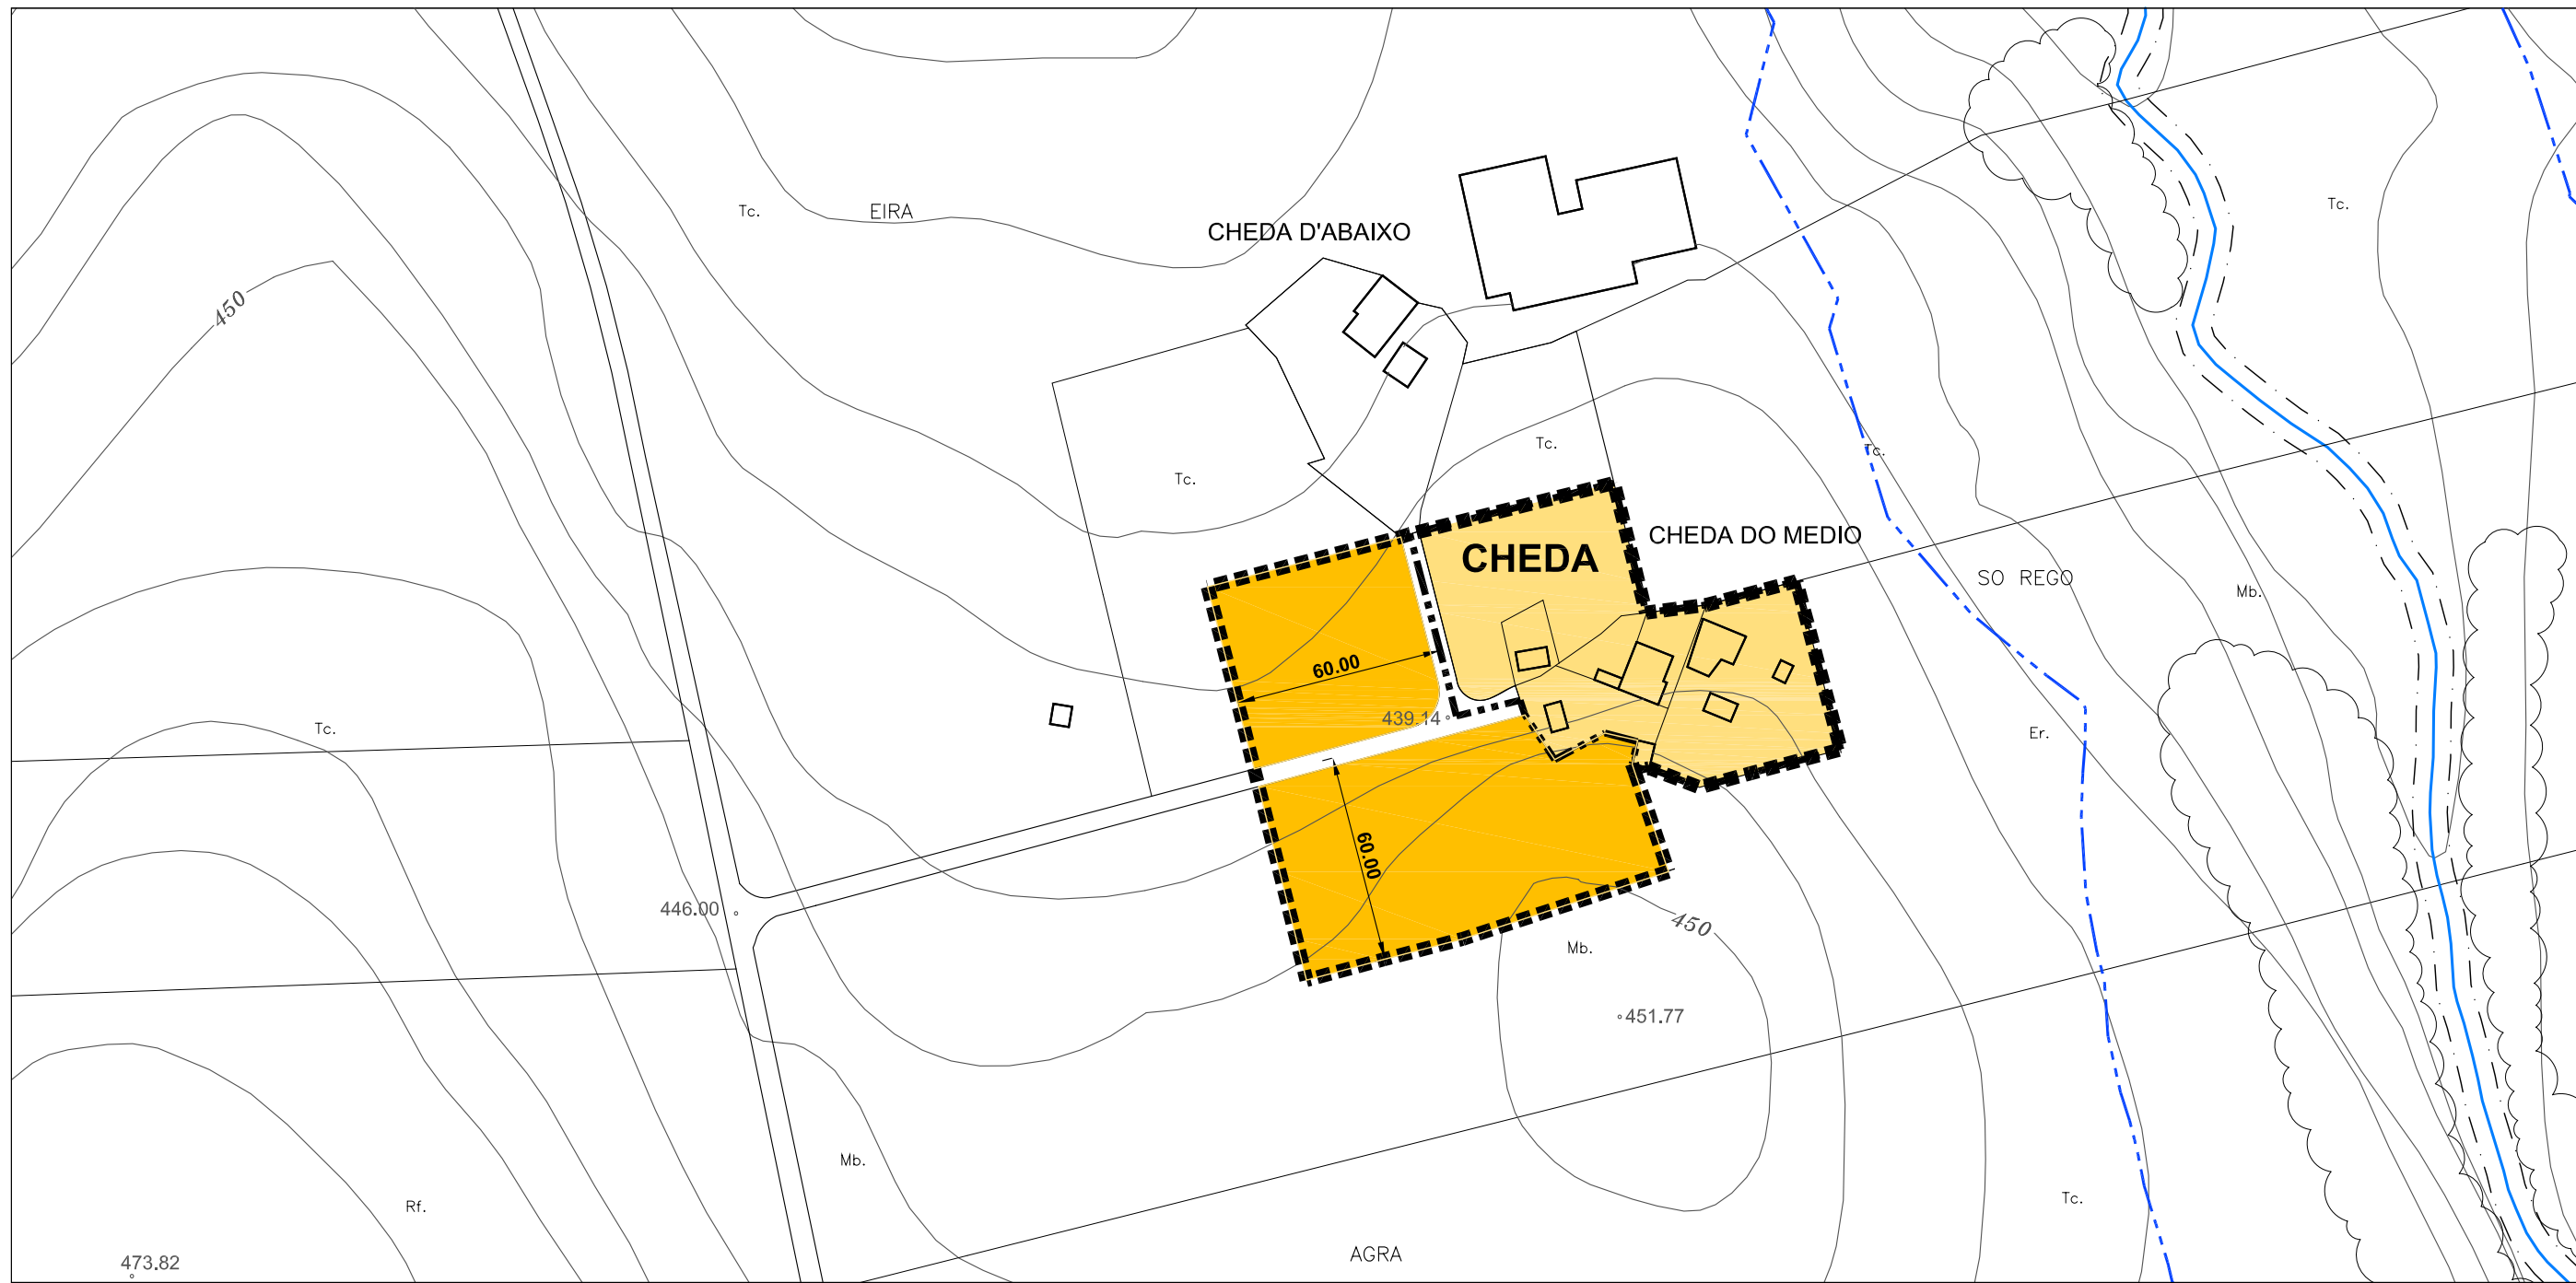 Tc.
EIRA
Tc.
CHEDA D'ABAIXO
450
Tc.
Tc.
Tc.
CHEDA DO MEDIO
CHEDA
SO REGO
Mb.
60.00
439.14
Tc.
Er.
60.00
446.00
450
Mb.
451.77
Mb.
Tc.
Rf.
AGRA
473.82